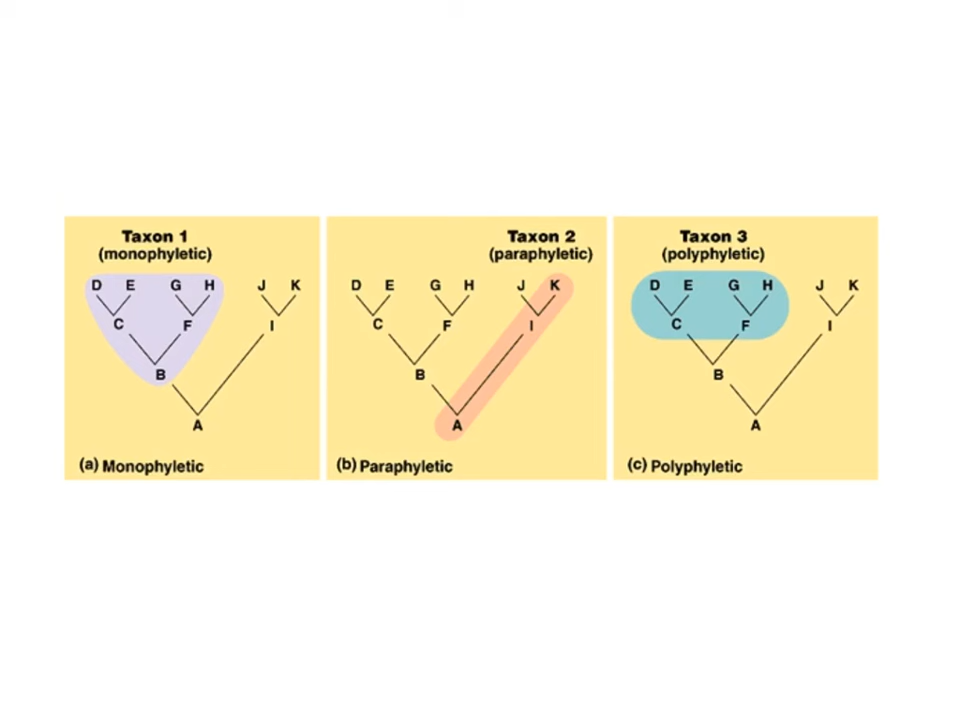 Taxon 1
(monophyletic)
D E G H J K
C F I
B
A
(a) Monophyletic
Taxon 2
(paraphyletic)
D E G H J K
C F I
B
A
(b) Paraphyletic
Taxon 3
(polyphyletic)
D E G H J K
C F I
B
A
(c) Polyphyletic